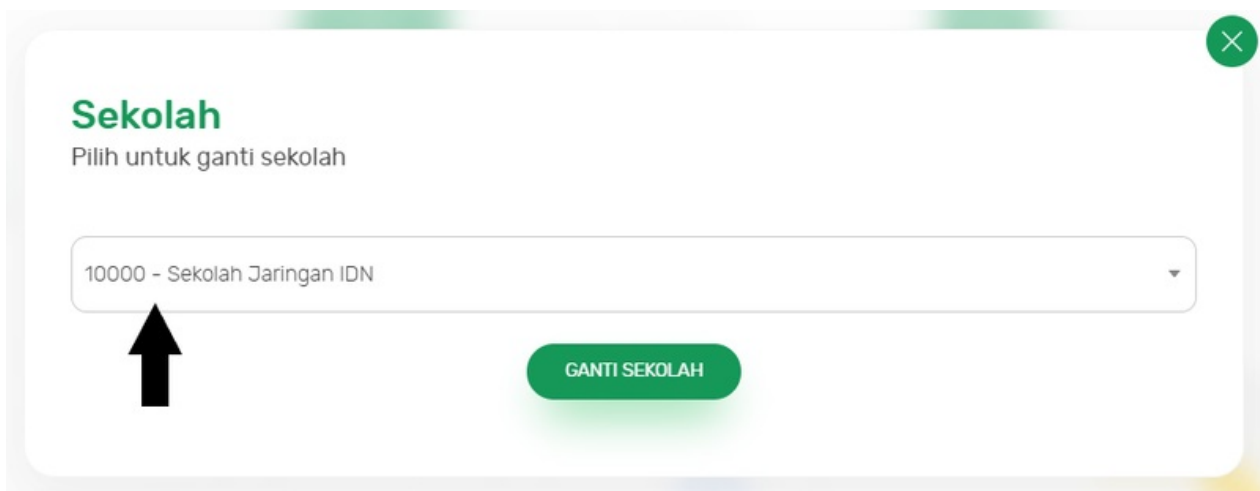 Sekolah
Pilih untuk ganti sekolah
10000 - Sekolah Jaringan IDN
GANTI SEKOLAH